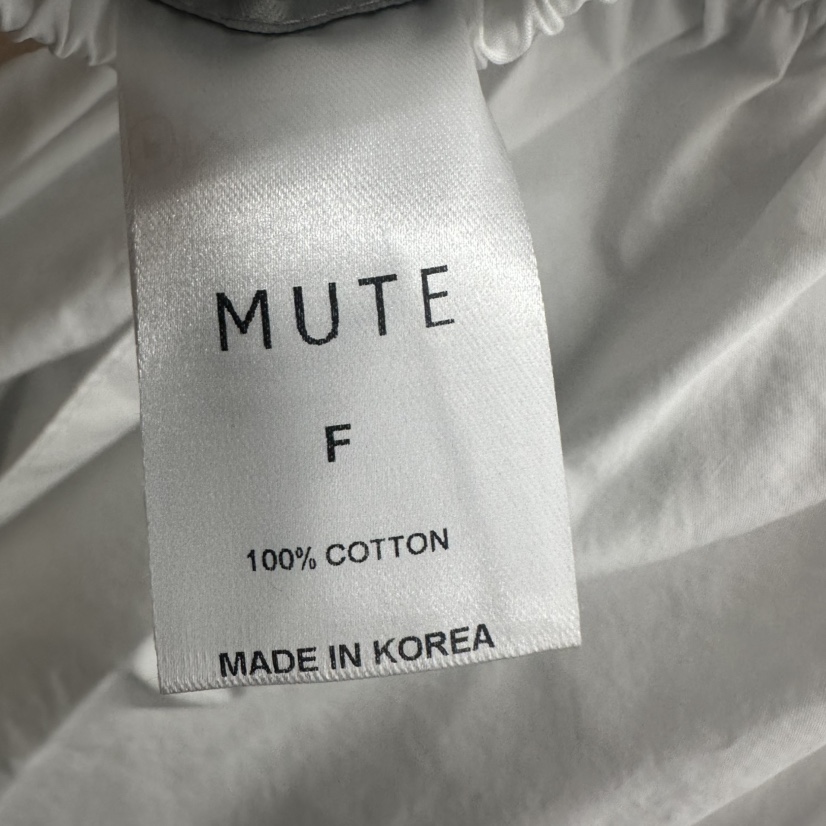 MUTE
F
100% COTTON
MADE IN KOREA